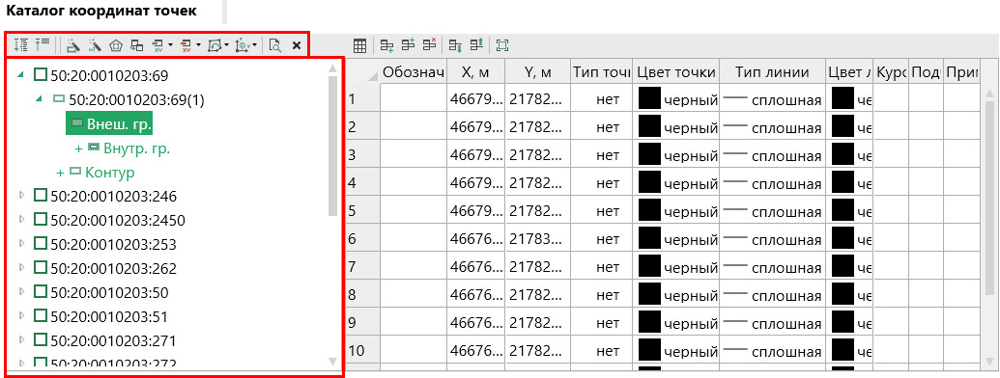 Каталог координат точек
50:20:0010203:69
50:20:0010203:69(1)
Внеш. гр.
+ Внутр. гр.
+ Контур
50:20:0010203:246
50:20:0010203:2450
50:20:0010203:253
50:20:0010203:262
50:20:0010203:50
50:20:0010203:51
50:20:0010203:271
50:20:0010203:272
Обознач X, м Y, м Тип точ Цвет точки Тип линии Цвет л Курс Под Прим
1 46679... 21782... нет черный сплошная че
2 46679... 21782... нет черный сплошная че
3 46679... 21782... нет черный сплошная че
4 46679... 21782... нет черный сплошная че
5 46679... 21782... нет черный сплошная че
6 46676... 21783... нет черный сплошная че
7 46676... 21782... нет черный сплошная че
8 46676... 21782... нет черный сплошная че
9 46676... 21782... нет черный сплошная че
10 46676... 21782... нет черный сплошная че